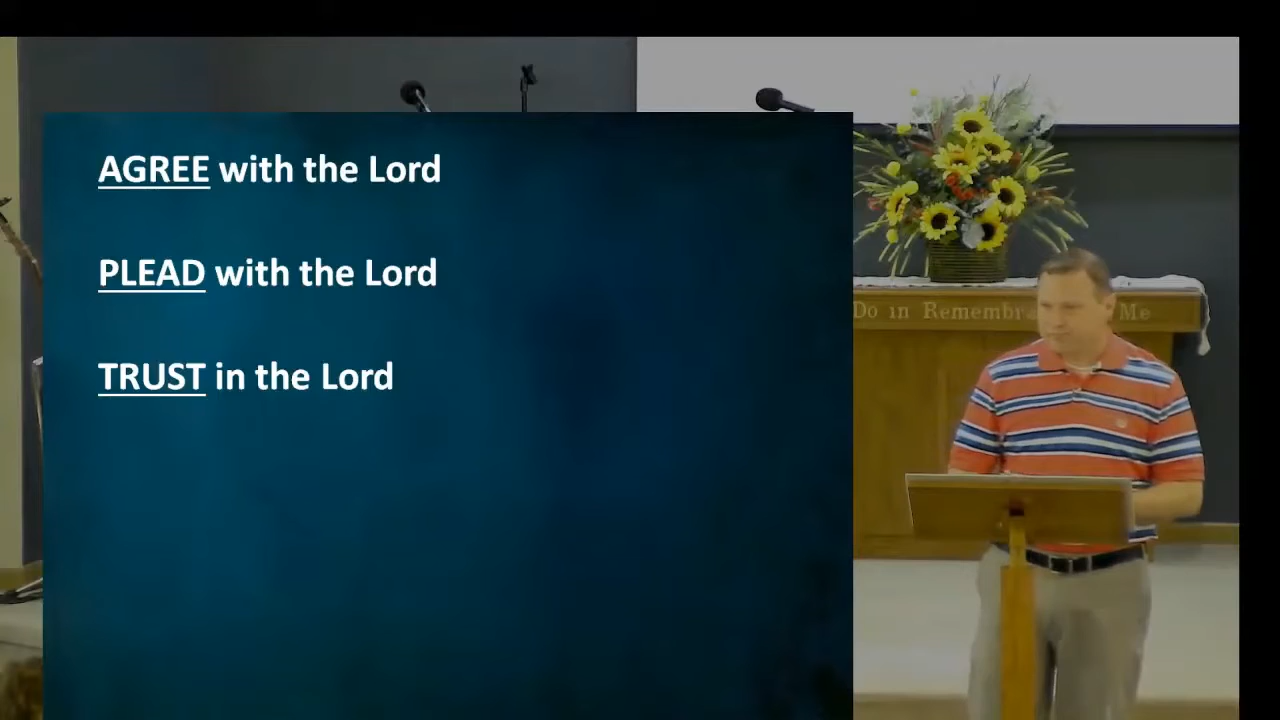 AGREE with the Lord
PLEAD with the Lord
TRUST in the Lord
Do in Remembra Me